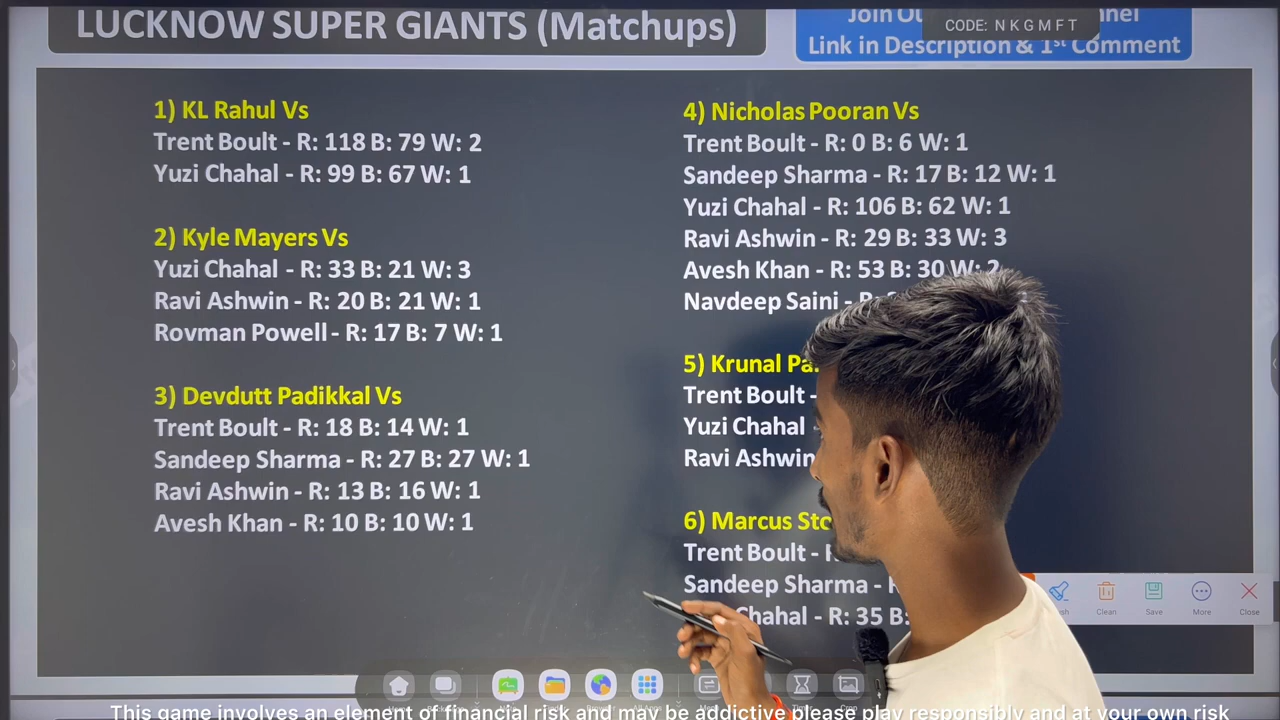 LUCKNOW SUPER GIANTS (Matchups)
Join
CODE: N K G M F T
Link in Description & 1st Comment
1) KL Rahul Vs
Trent Boult - R: 118 B: 79 W: 2
Yuzi Chahal - R: 99 B: 67 W: 1
2) Kyle Mayers Vs
Yuzi Chahal - R: 33 B: 21 W: 3
Ravi Ashwin - R: 20 B: 21 W: 1
Rovman Powell - R: 17 B: 7 W: 1
3) Devdutt Padikkal Vs
Trent Boult - R: 18 B: 14 W: 1
Sandeep Sharma - R: 27 B: 27 W: 1
Ravi Ashwin - R: 13 B: 16 W: 1
Avesh Khan - R: 10 B: 10 W: 1
4) Nicholas Pooran Vs
Trent Boult - R: 0 B: 6 W: 1
Sandeep Sharma - R: 17 B: 12 W: 1
Yuzi Chahal - R: 106 B: 62 W: 1
Ravi Ashwin - R: 29 B: 33 W: 3
Avesh Khan - R: 53 B: 30 W: 2
Navdeep Saini -
5) Krunal
Trent Boult -
Yuzi Chahal
Ravi Ashwin
6) Marcus
Trent Boult -
Sandeep Sharma -
Chahal - R: 35 B:
Clean
Save
More
Close
This game involves an element of financial risk and may be addictive please play responsibly and at your own risk